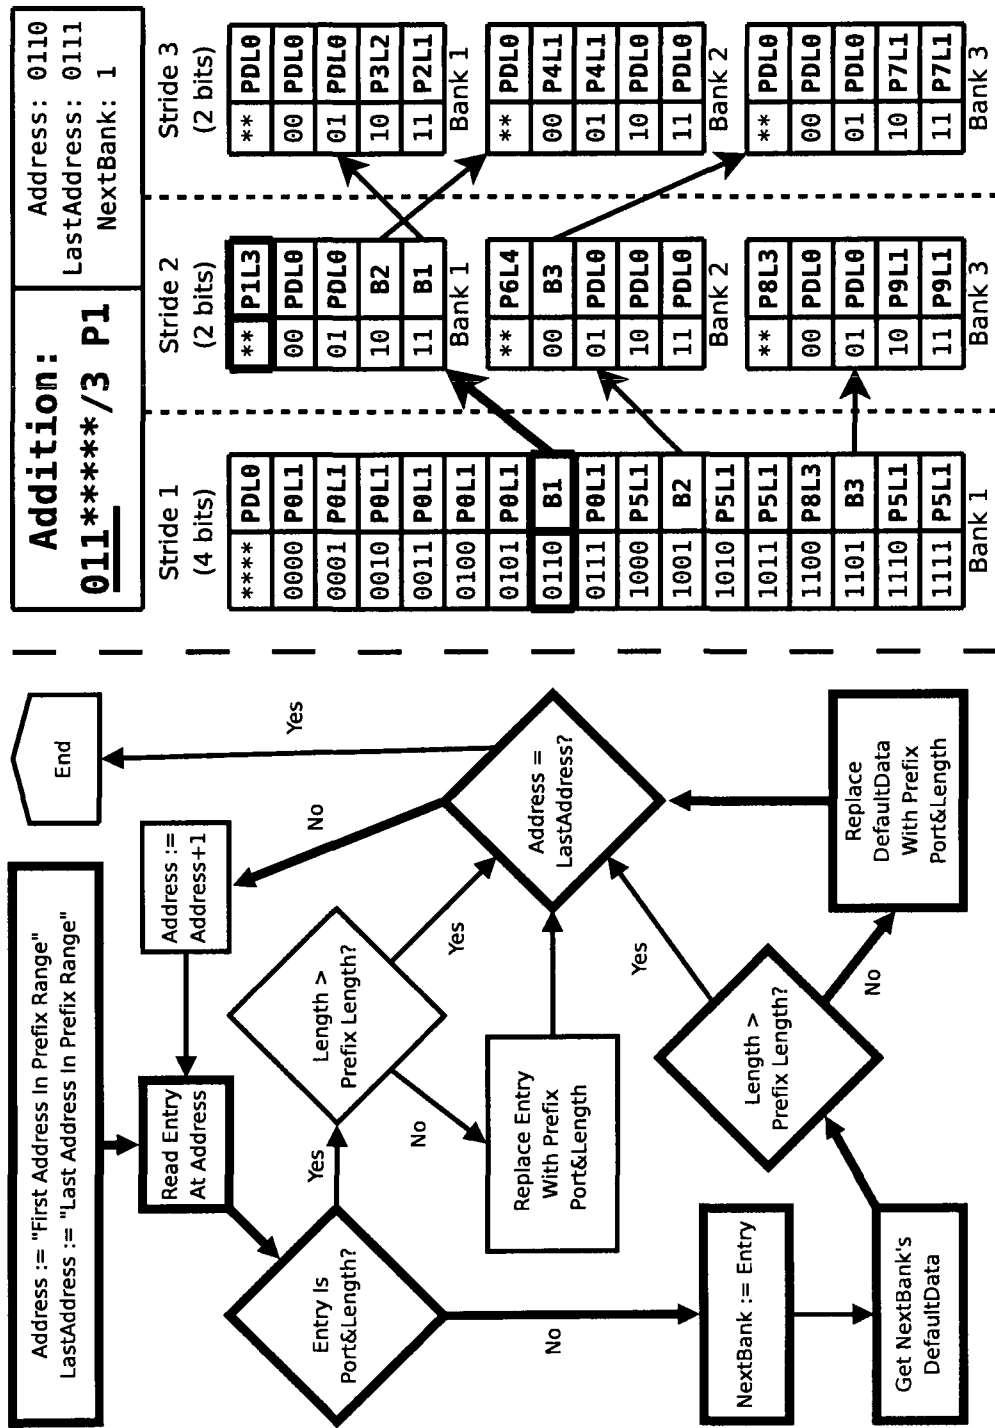 Address := "First Address In Prefix Range"
LastAddress := "Last Address In Prefix Range"
End
Read Entry
At Address
Address :=
Address+1
Entry Is
Port&Length?
Yes
Length >
Prefix Length?
No
Yes
No
Yes
Replace Entry
With Prefix
Port&Length
Address =
LastAddress?
No
Yes
NextBank := Entry
Length >
Prefix Length?
No
Get NextBank's
DefaultData
Replace
DefaultData
With Prefix
Port&Length
Addition:
011*****/3 P1
Address: 0110
LastAddress: 0111
NextBank: 1
Stride 1
(4 bits)
**** PDL0
0000 P0L1
0001 P0L1
0010 P0L1
0011 P0L1
0100 P0L1
0101 P0L1
0110 B1
0111 P0L1
1000 P5L1
1001 B2
1010 P5L1
1011 P5L1
1100 P8L3
1101 B3
1110 P5L1
1111 P5L1
Bank 1
Stride 2
(2 bits)
** P1L3
00 PDL0
01 PDL0
10 B2
11 B1
Bank 1
** P6L4
00 B3
01 PDL0
10 PDL0
11 PDL0
Bank 2
** P8L3
00 PDL0
01 PDL0
10 P9L1
11 P9L1
Bank 3
Stride 3
(2 bits)
** PDL0
00 PDL0
01 PDL0
10 P3L2
11 P2L1
Bank 1
** PDL0
00 P4L1
01 P4L1
10 PDL0
11 PDL0
Bank 2
** PDL0
00 PDL0
01 PDL0
10 P7L1
11 P7L1
Bank 3